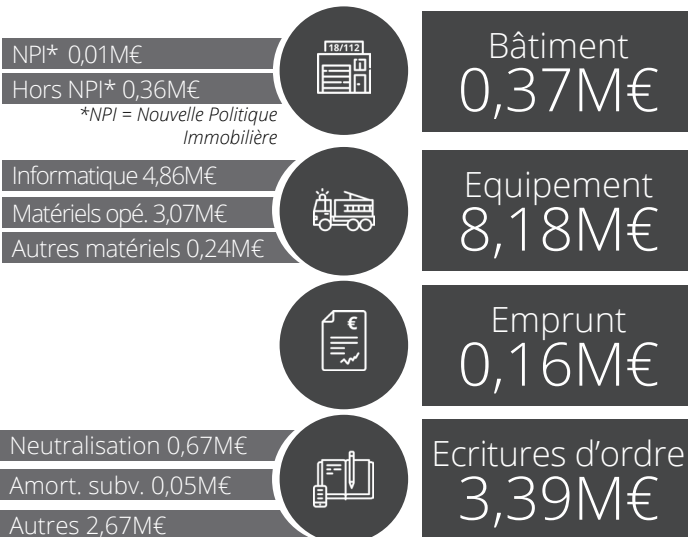 NPI* 0,01M€
Hors NPI* 0,36M€
*NPI = Nouvelle Politique
Immobilière
18/112
Bâtiment
0,37M€
Informatique 4,86M€
Matériels opé. 3,07M€
Autres matériels 0,24M€
Equipement
8,18M€
€
Emprunt
0,16M€
Neutralisation 0,67M€
Amort. subv. 0,05M€
Autres 2,67M€
Ecritures d’ordre
3,39M€